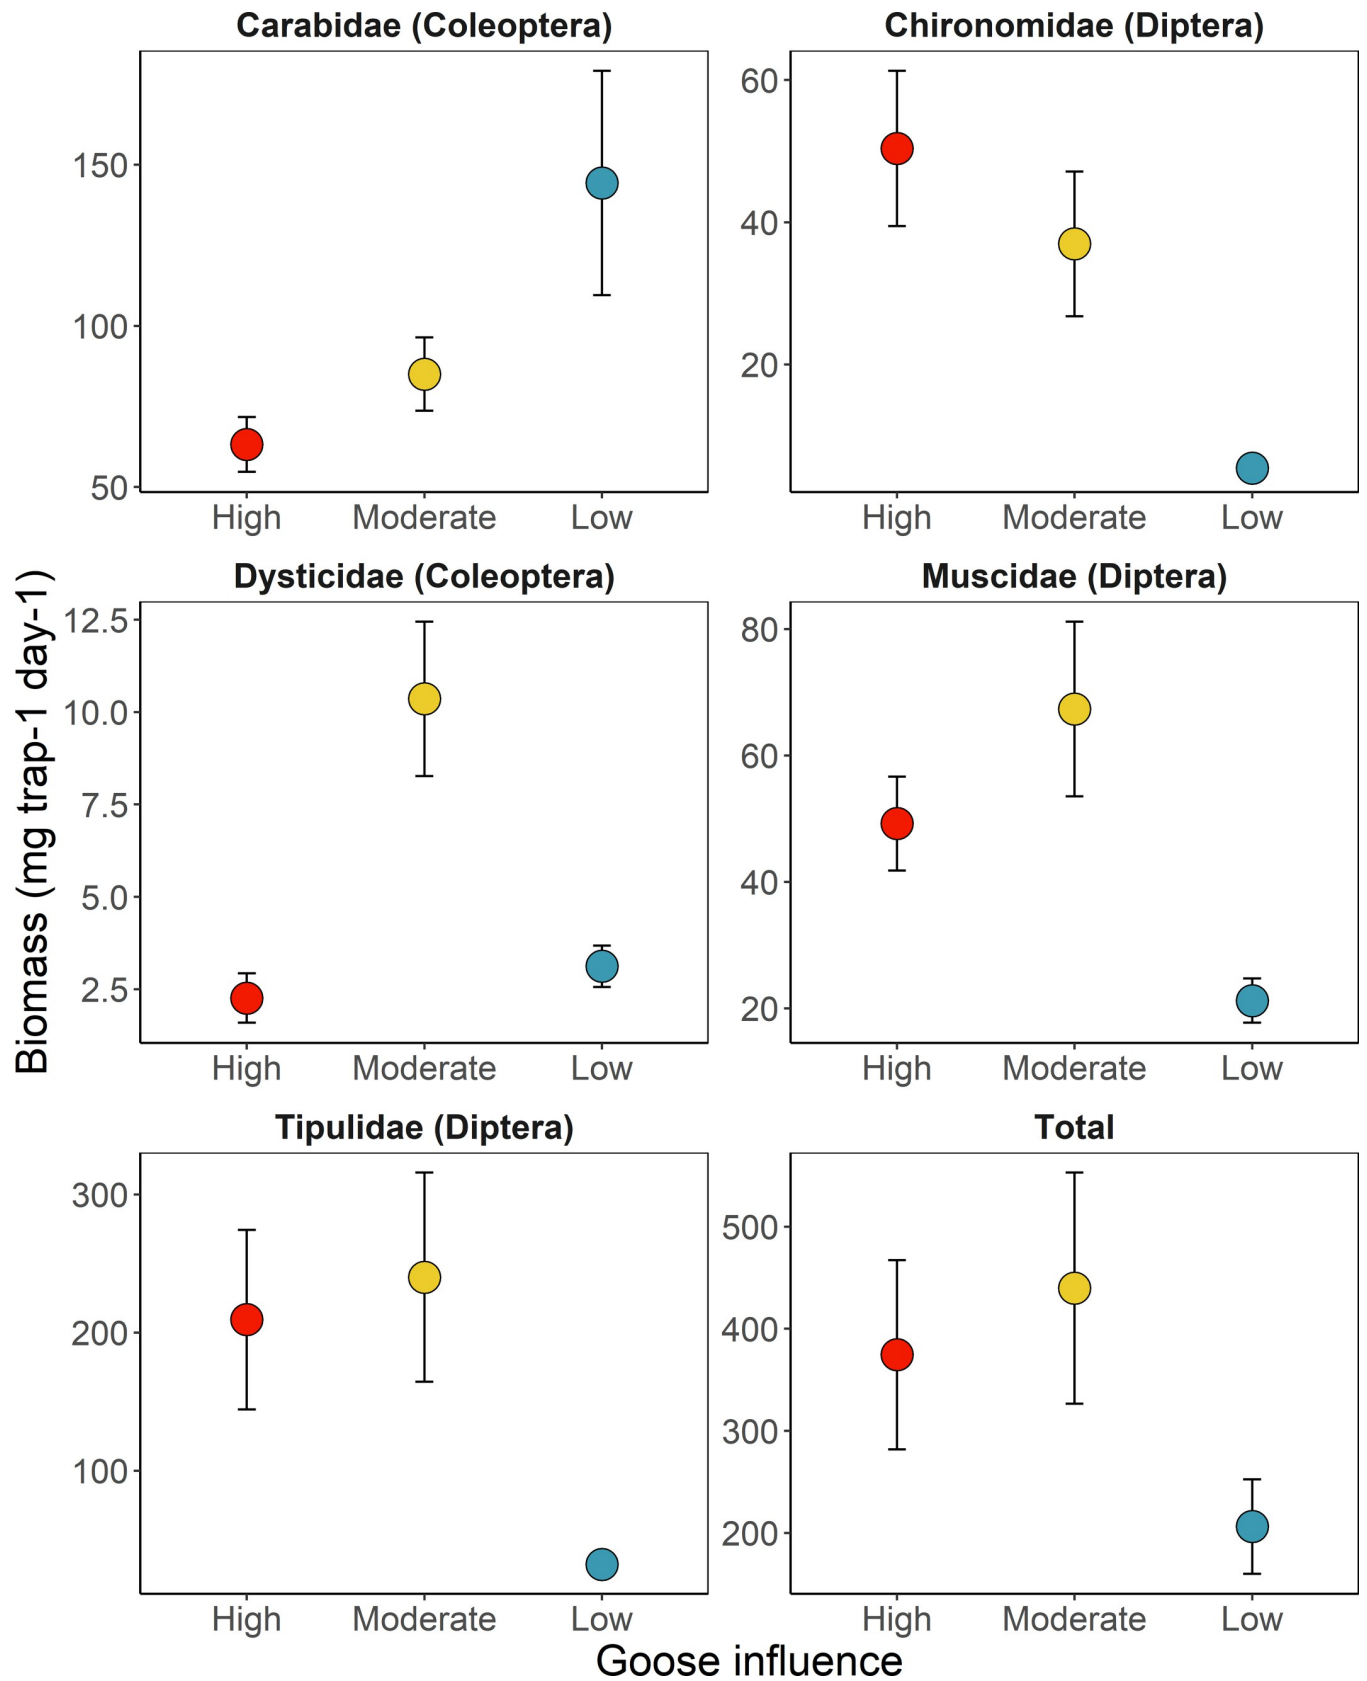 Carabidae (Coleoptera)
150
100
50
High Moderate Low
Chironomidae (Diptera)
60
40
20
High Moderate Low
Biomass (mg trap-1 day-1)
Dysticidae (Coleoptera)
12.5
10.0
7.5
5.0
2.5
High Moderate Low
Muscidae (Diptera)
80
60
40
20
High Moderate Low
Tipulidae (Diptera)
300
200
100
High Moderate Low
Total
500
400
300
200
High Moderate Low
Goose influence